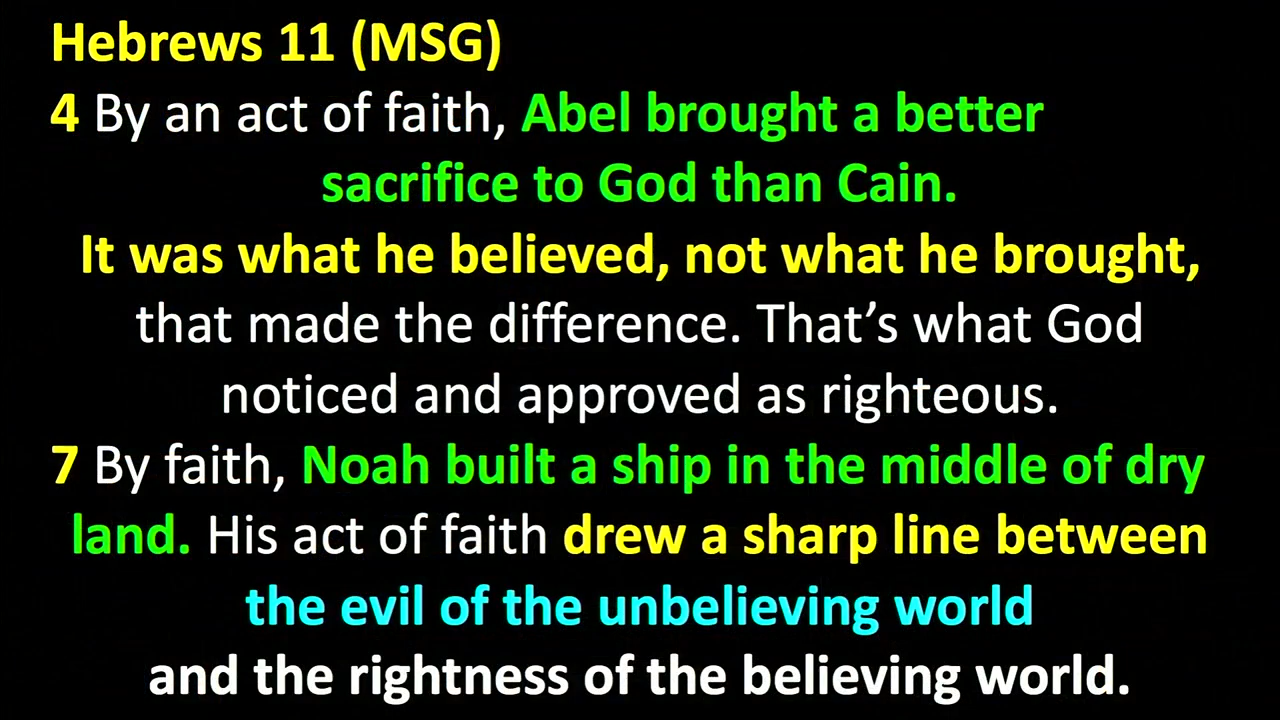 Hebrews 11 (MSG)
4 By an act of faith, Abel brought a better
sacrifice to God than Cain.
It was what he believed, not what he brought,
that made the difference. That’s what God
noticed and approved as righteous.
7 By faith, Noah built a ship in the middle of dry
land. His act of faith drew a sharp line between
the evil of the unbelieving world
and the rightness of the believing world.